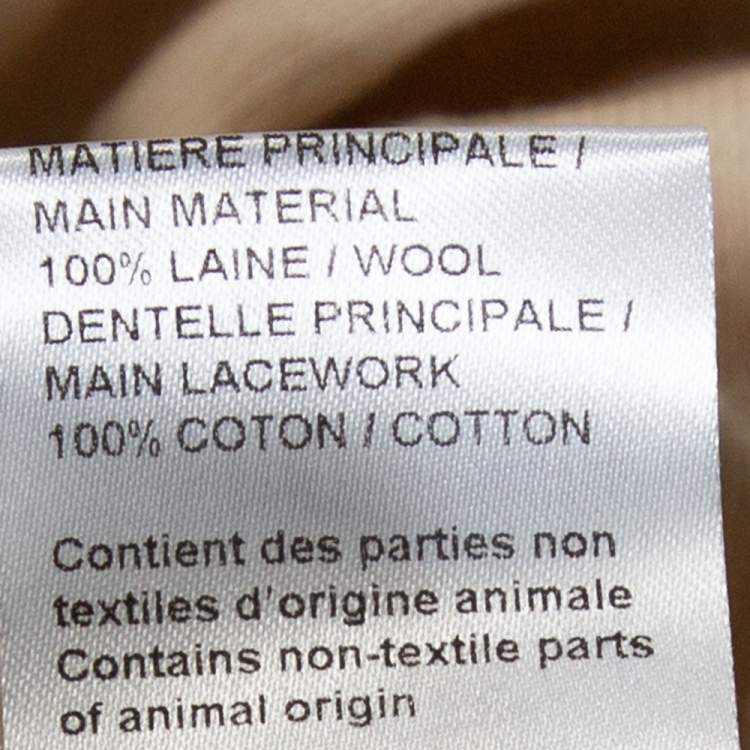 MATIERE PRINCIPALE /
MAIN MATERIAL
100% LAINE / WOOL
DENTELLE PRINCIPALE /
MAIN LACEWORK
100% COTON / COTTON
Contient des parties non
textiles d'origine animale
Contains non-textile parts
of animal origin